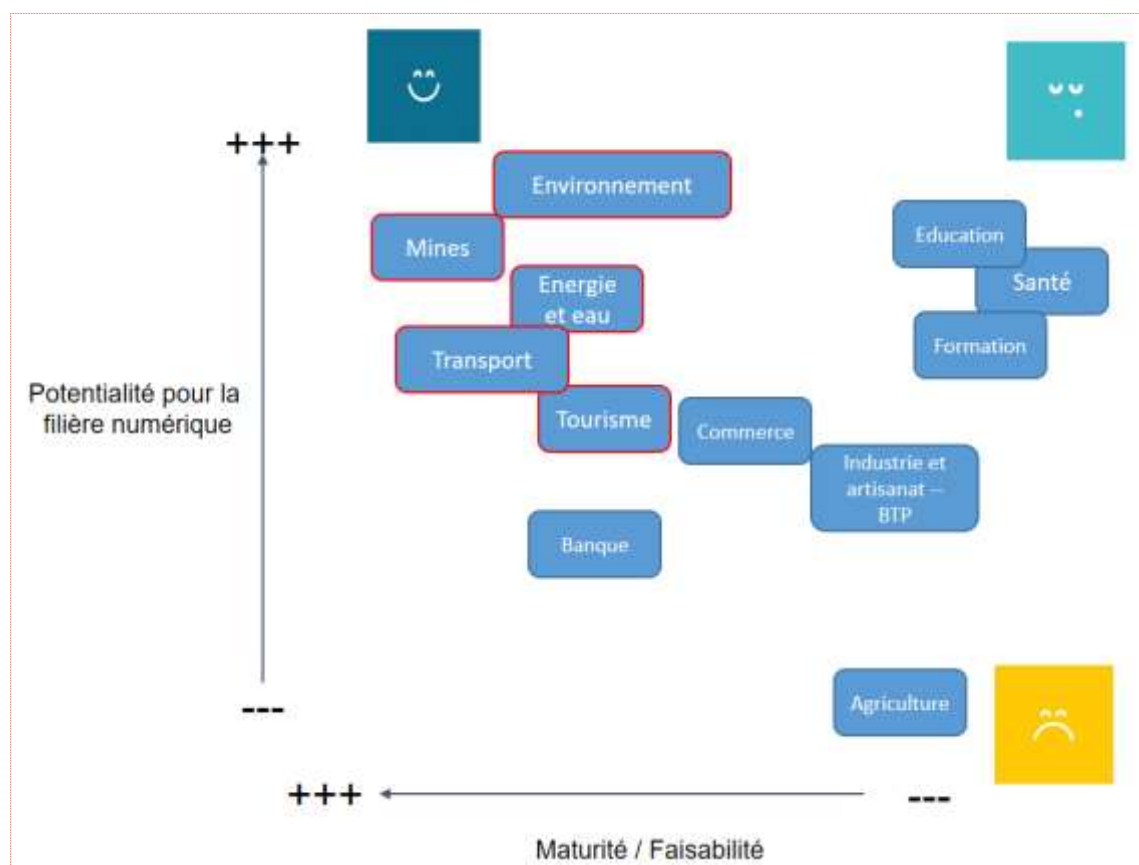 +++
Environnement
Mines
Education
Santé
Energie
et eau
Transport
Formation
Potentialité pour la
filière numérique
Tourisme
Commerce
Industrie et
artisanat –
BTP
Banque
Agriculture
---
+++
---
Maturité / Faisabilité